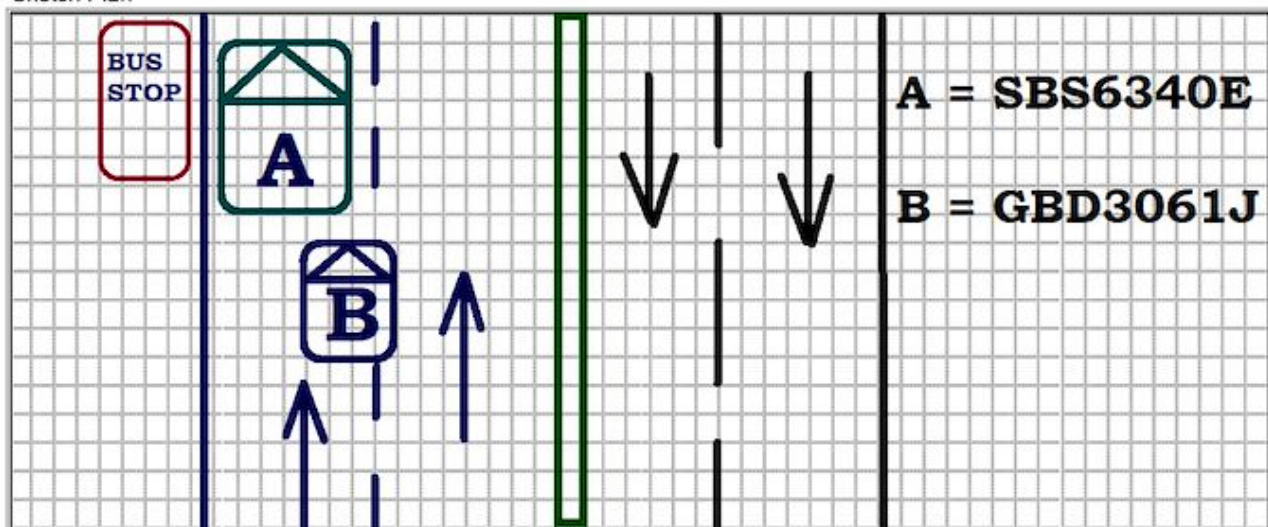 BUS
STOP
A
A = SBS6340E
B = GBD3061J
B